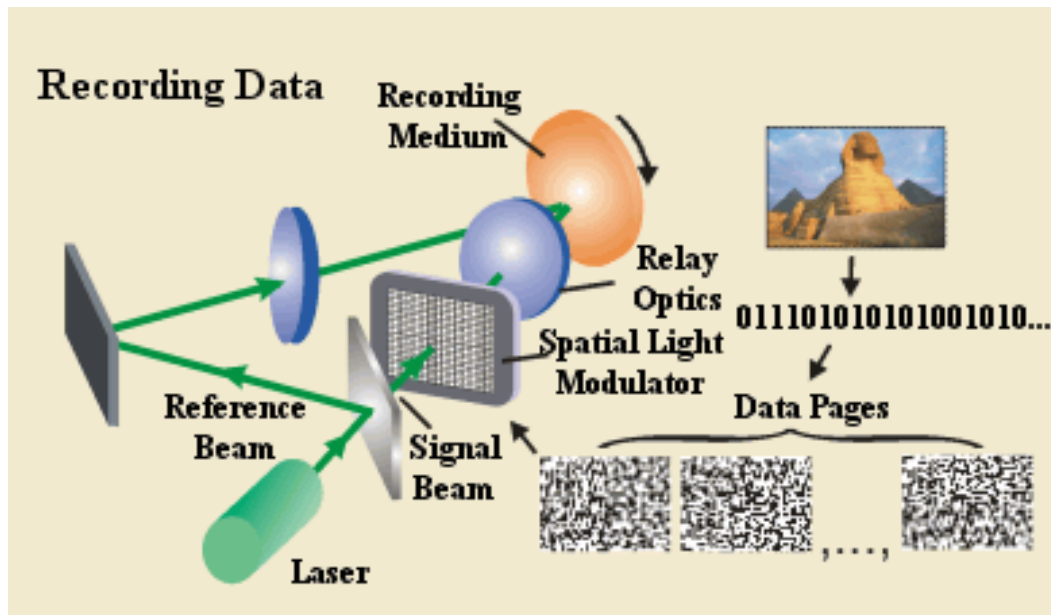 Recording Data
Recording
Medium
Relay
Optics
Spatial Light
Modulator
Reference
Beam
Signal
Beam
Laser
011101010101001010...
Data Pages
,...,